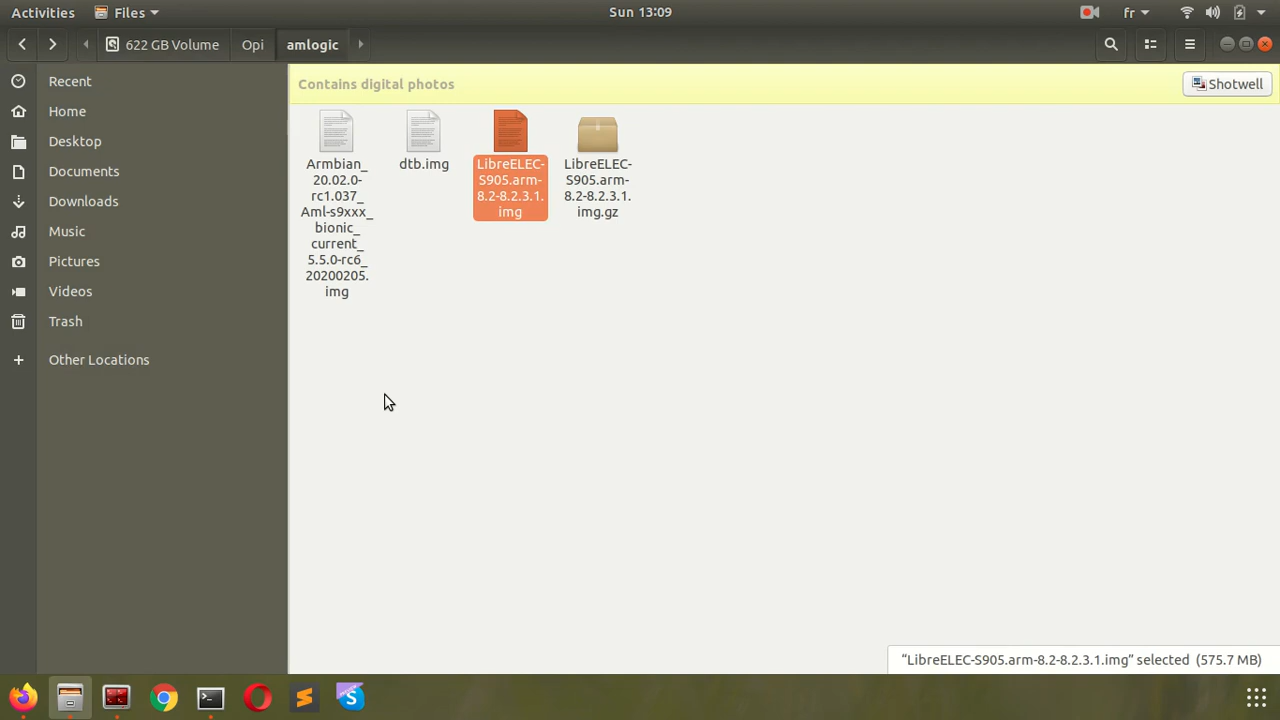 Activities
Files
Sun 13:09
fr
622 GB Volume
Opi
amlogic
Recent
Home
Desktop
Documents
Downloads
Music
Pictures
Videos
Trash
Other Locations
Contains digital photos
Shotwell
Armbian_
20.02.0-
rc1.037_
Aml-s9xxx_
bionic_
current_
5.5.0-rc6_
20200205.
img
dtb.img
LibreELEC-
S905.arm-
8.2-8.2.3.1.
img
LibreELEC-
S905.arm-
8.2-8.2.3.1.
img.gz
“LibreELEC-S905.arm-8.2-8.2.3.1.img” selected (575.7 MB)